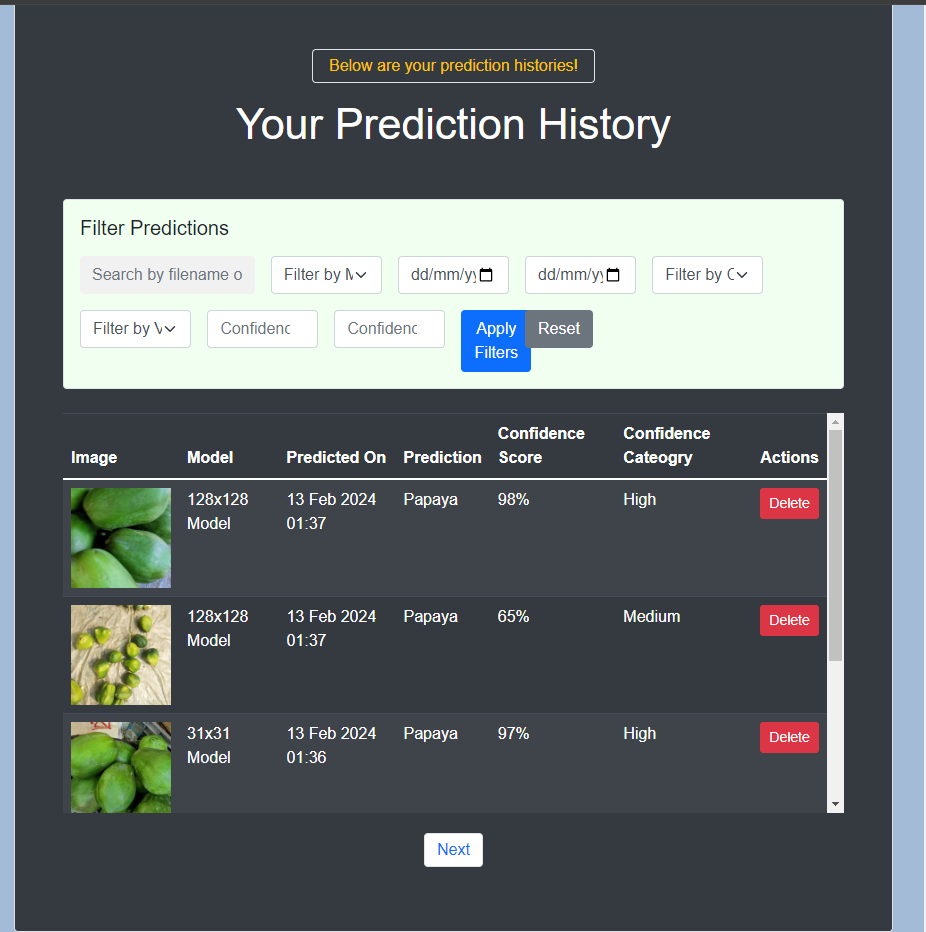 Below are your prediction histories!
Your Prediction History
Filter Predictions
Search by filename o
Filter by
dd/mm/yy
dd/mm/yy
Filter by
Filter by
Confidenc
Confidenc
Apply
Filters
Reset
Image
Model
Predicted On
Prediction
Confidence
Score
Confidence
Cateogry
Actions
128x128
Model
13 Feb 2024
01:37
Papaya
98%
High
Delete
128x128
Model
13 Feb 2024
01:37
Papaya
65%
Medium
Delete
31x31
Model
13 Feb 2024
01:36
Papaya
97%
High
Delete
Next